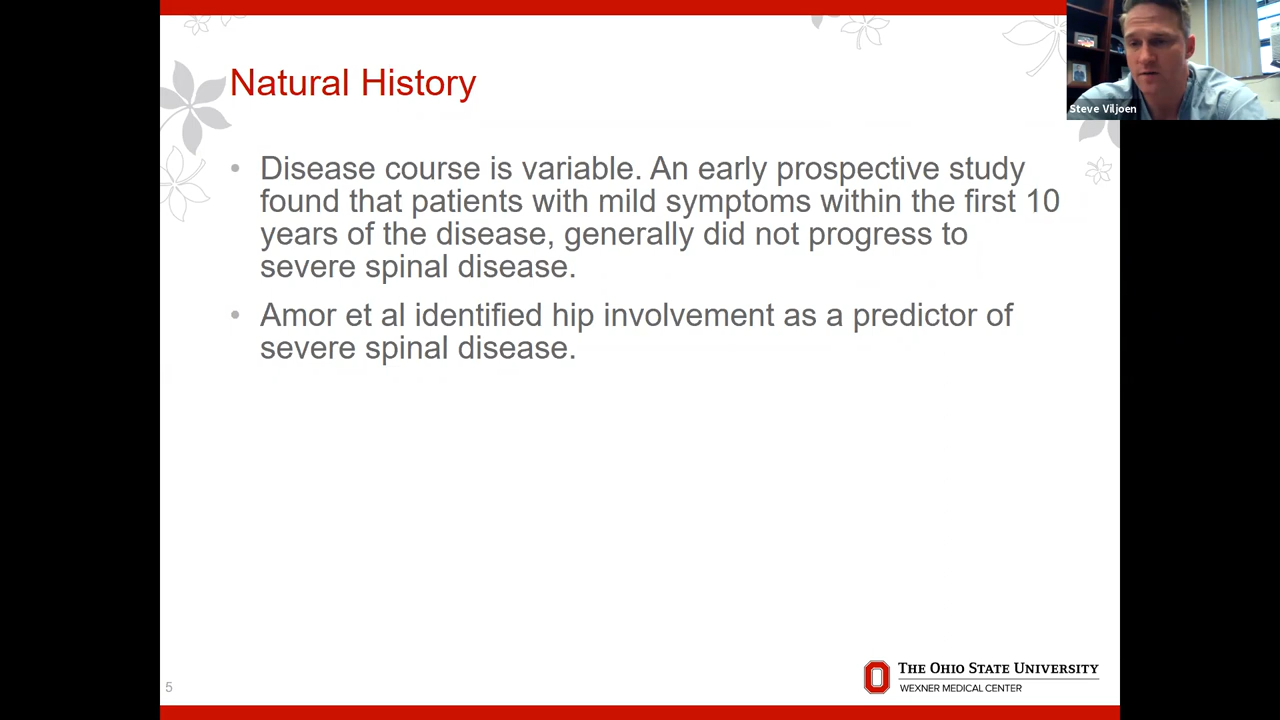 Natural History
Steve Viljoen
• Disease course is variable. An early prospective study
found that patients with mild symptoms within the first 10
years of the disease, generally did not progress to
severe spinal disease.
• Amor et al identified hip involvement as a predictor of
severe spinal disease.
5
THE OHIO STATE UNIVERSITY
WEXNER MEDICAL CENTER